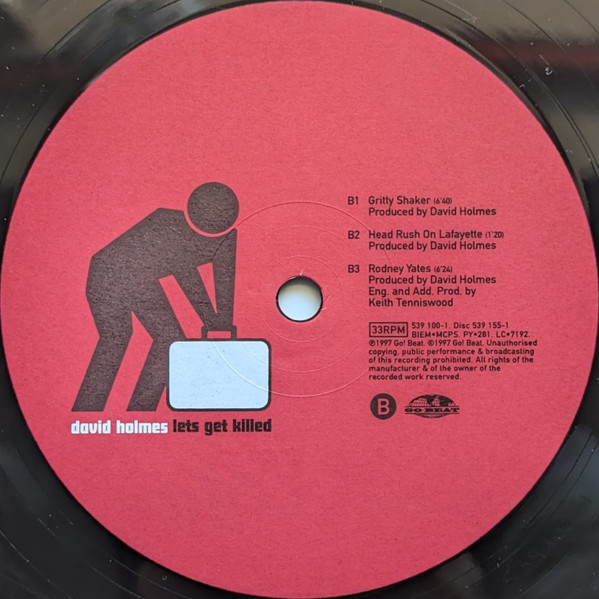 B1 Gritty Shaker (6'40)
Produced by David Holmes
B2 Head Rush On Lafayette (1'20)
Produced by David Holmes
B3 Rodney Yates (6'24)
Produced by David Holmes
Eng. and Add. Prod. by
Keith Tenniswood
33RPM 539 100-1. Disc 539 155-1
BIEM•MCPS. PY•281. LC•7192.
℗1997 Go! Beat. ©1997 Go! Beat. Unauthorised
copying, public performance & broadcasting
of this recording prohibited. All rights of the
manufacturer & of the owner of the
recorded work reserved.
B GO BEAT
david holmes lets get killed